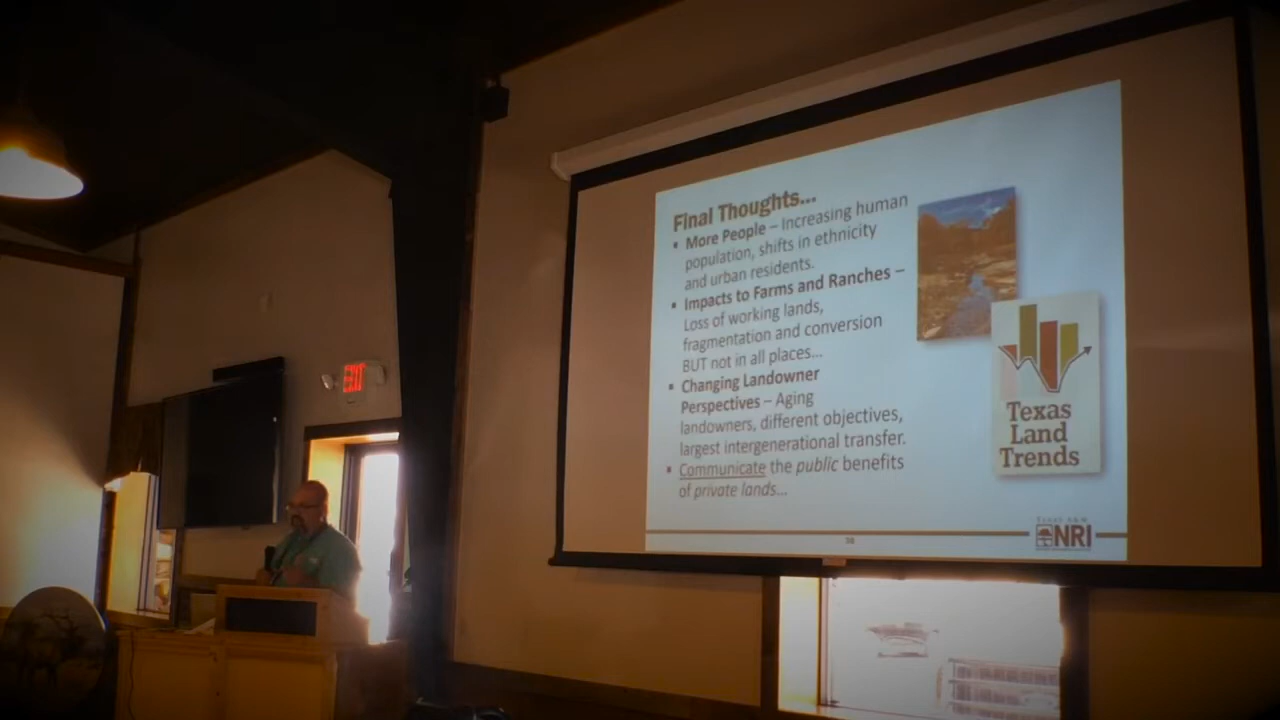 Final Thoughts...
▪ More People – Increasing human
population, shifts in ethnicity
and urban residents.
▪ Impacts to Farms and Ranches –
Loss of working lands,
fragmentation and conversion
BUT not in all places...
▪ Changing Landowner
Perspectives – Aging
landowners, different objectives,
largest intergenerational transfer.
▪ Communicate the public benefits
of private lands...
Texas
Land
Trends
TEXAS A&M
NRI
EXIT